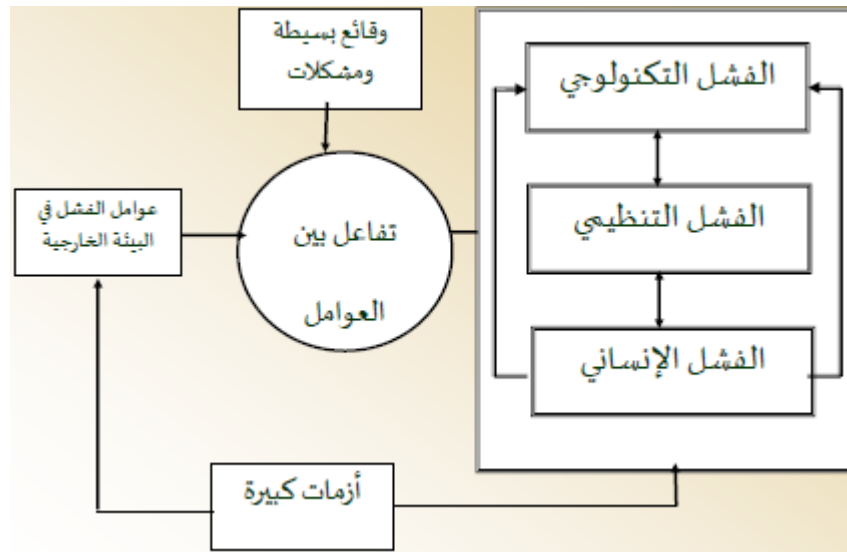 وقائع بسيطة
ومشكلات
الفشل التكنولوجي
الفشل التنظيمي
الفشل الإنساني
تفاعل بين
العوامل
عوامل الفشل في
البيئة الخارجية
أزمات كبيرة